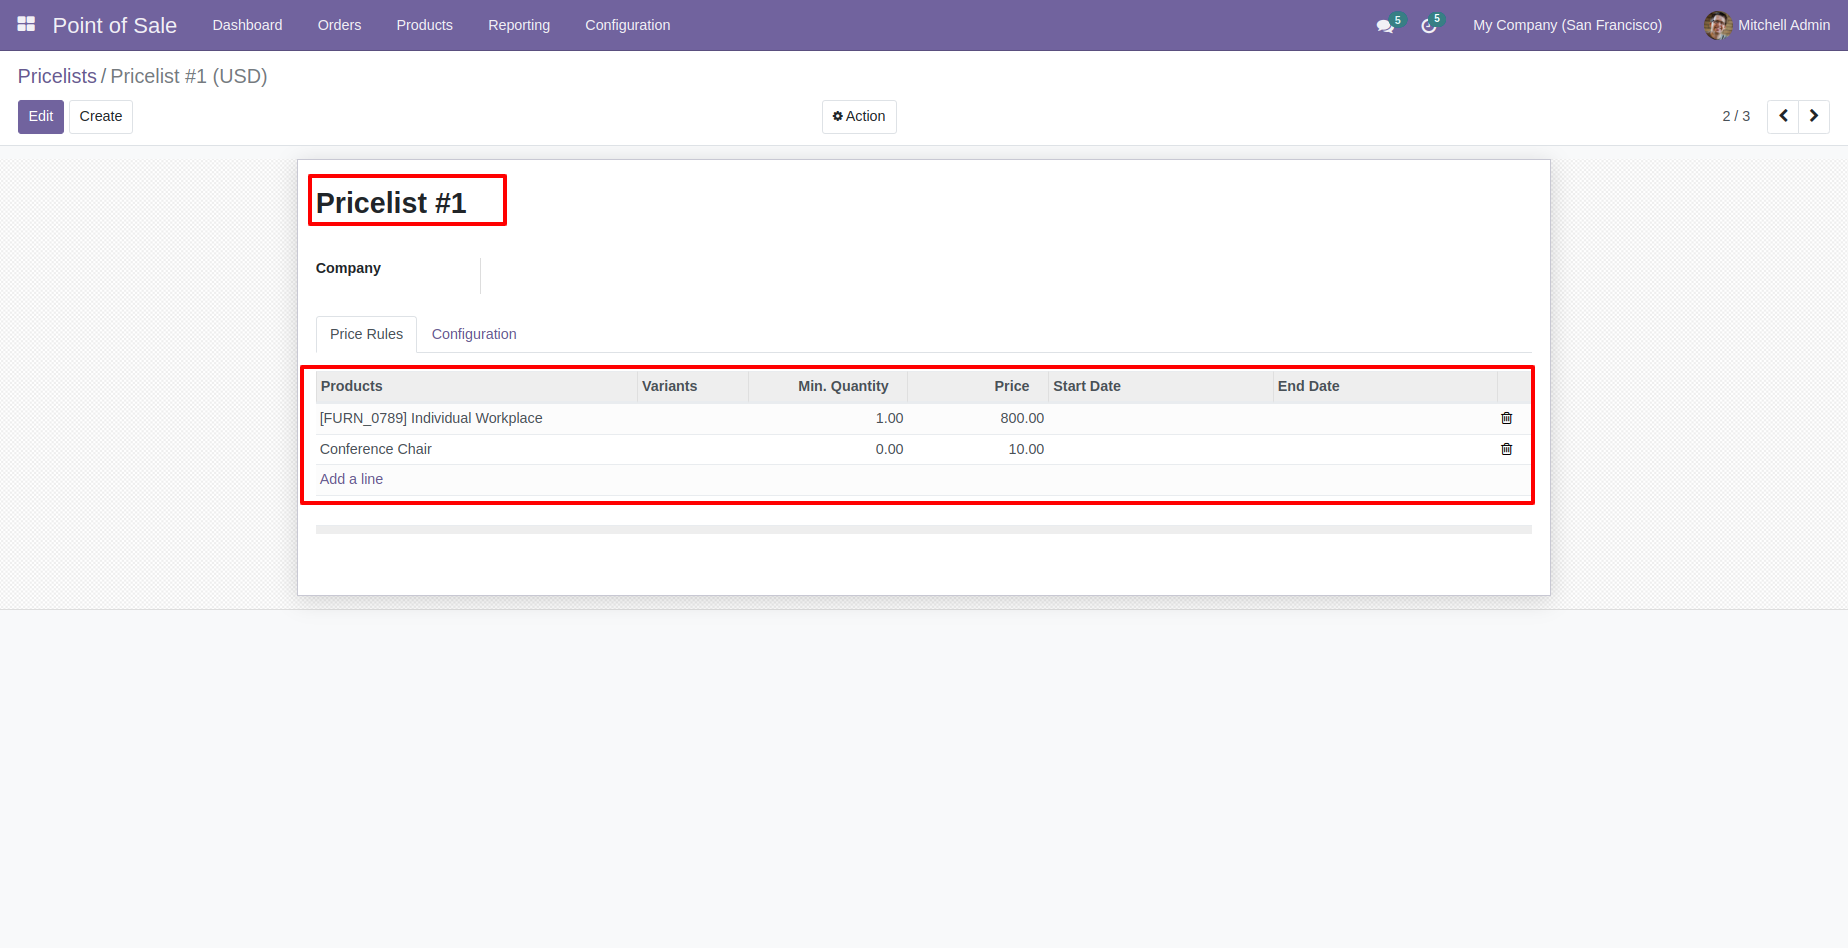 Point of Sale Dashboard Orders Products Reporting Configuration 5 5 My Company (San Francisco) Mitchell Admin
Pricelists / Pricelist #1 (USD)
Edit Create Action 2 / 3
Pricelist #1
Company
Price Rules Configuration
Products Variants Min. Quantity Price Start Date End Date
[FURN_0789] Individual Workplace 1.00 800.00
Conference Chair 0.00 10.00
Add a line